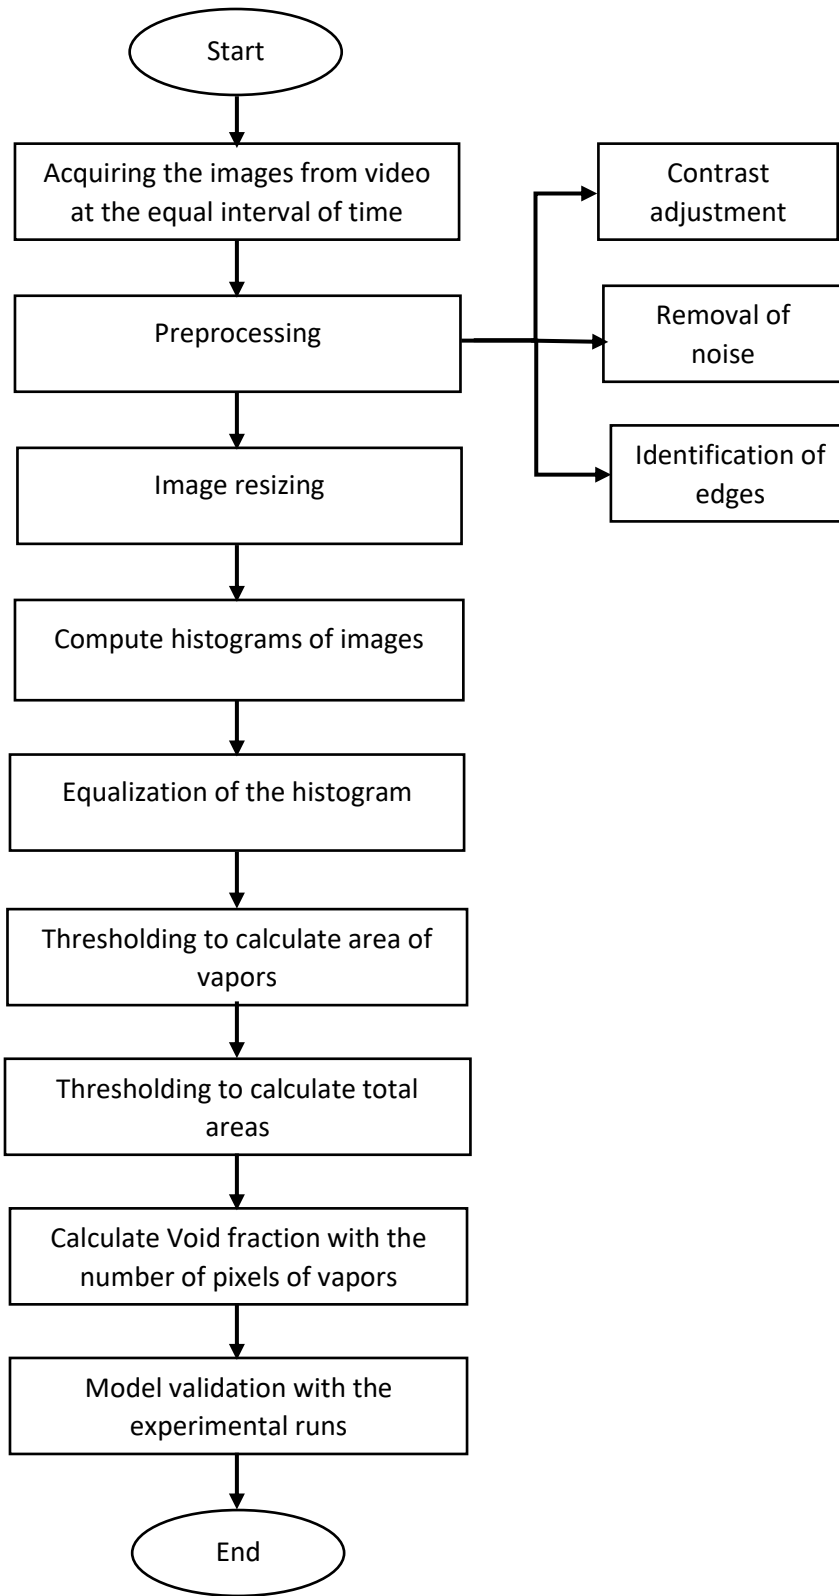 Start
Acquiring the images from video
at the equal interval of time
Contrast
adjustment
Preprocessing
Removal of
noise
Identification of
edges
Image resizing
Compute histograms of images
Equalization of the histogram
Thresholding to calculate area of
vapors
Thresholding to calculate total
areas
Calculate Void fraction with the
number of pixels of vapors
Model validation with the
experimental runs
End